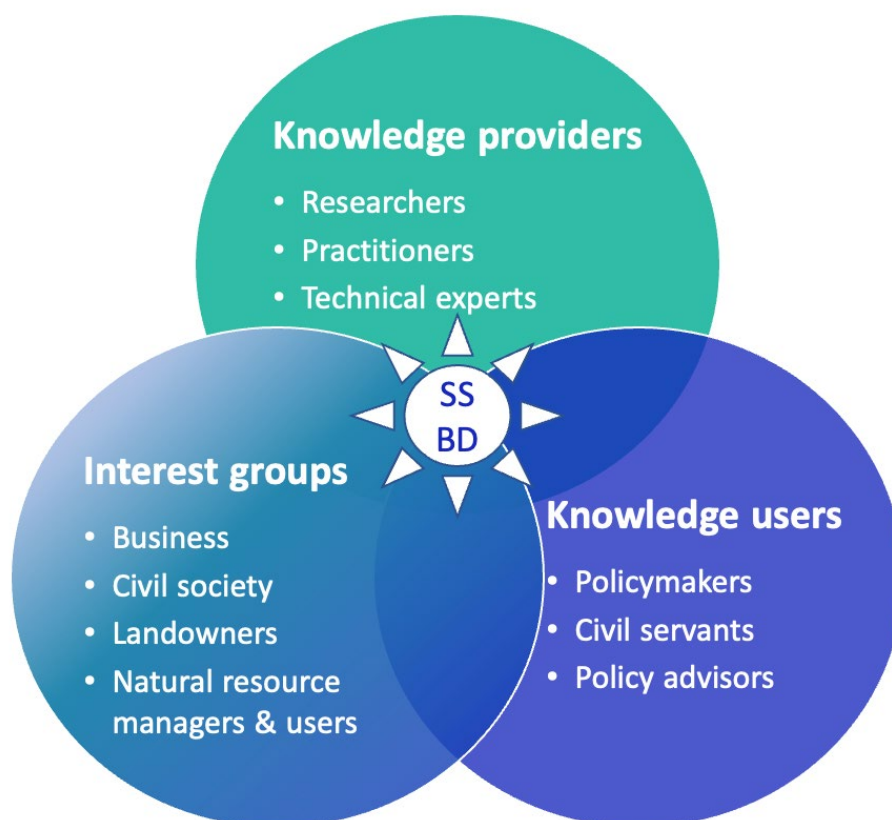 Knowledge providers
• Researchers
• Practitioners
• Technical experts
SS
BD
Interest groups
• Business
• Civil society
• Landowners
• Natural resource
managers & users
Knowledge users
• Policymakers
• Civil servants
• Policy advisors